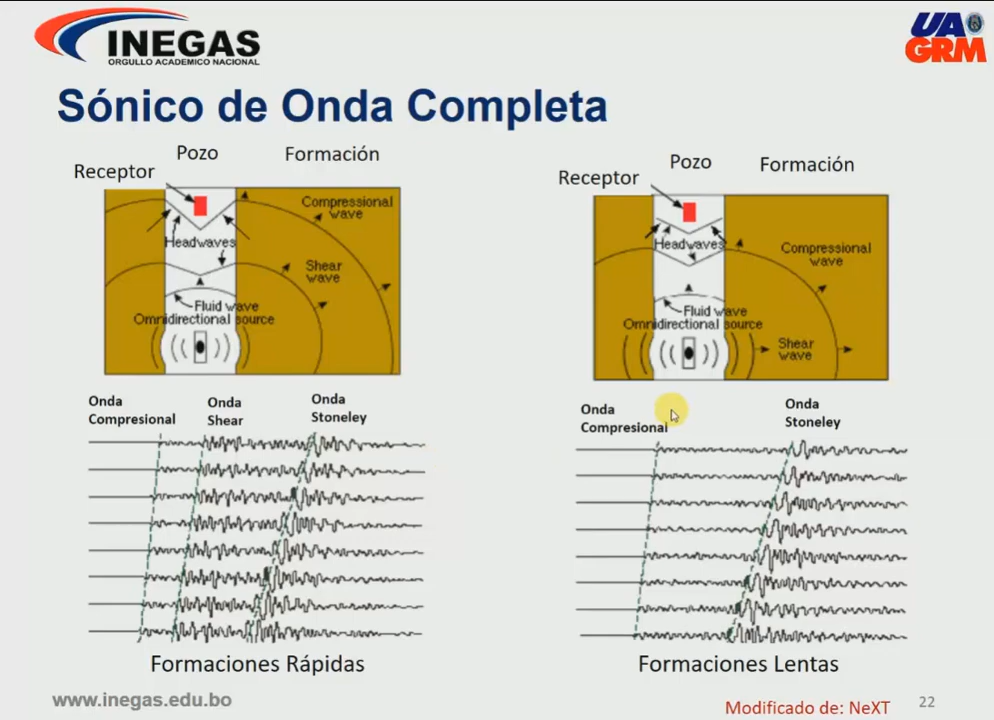 INEGAS
ORGULLO ACADEMICO NACIONAL
UA
GRM
Sónico de Onda Completa
Pozo
Formación
Receptor
Compressional
wave
Headwaves
Shear
wave
Fluid wave
Omnidirectional source
Onda
Compresional
Onda
Shear
Onda
Stoneley
Formaciones Rápidas
Pozo
Formación
Receptor
Headwaves
Compressional
wave
Fluid wave
Omnidirectional source
Shear
wave
Onda
Compresional
Onda
Stoneley
Formaciones Lentas
www.inegas.edu.bo
Modificado de: NeXT
22